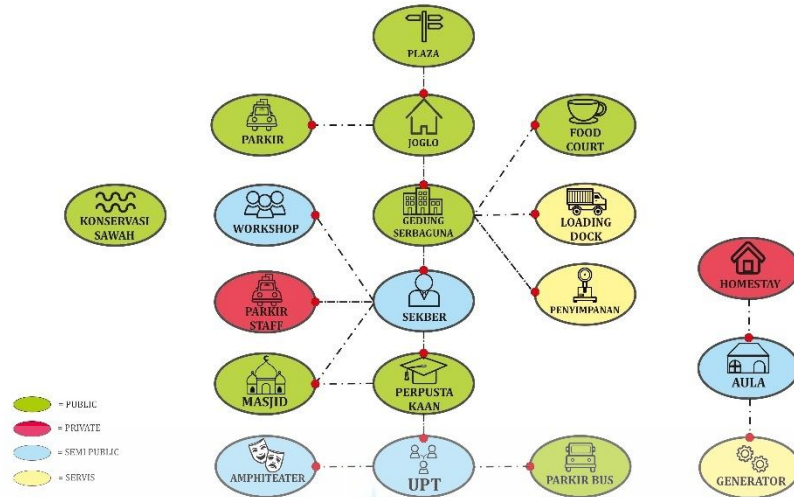 PLAZA
PARKIR
JOGLO
FOOD
COURT
KONSERVASI
SAWAH
WORKSHOP
GEDUNG
SERBAGUNA
LOADING
DOCK
HOMESTAY
PARKIR
STAFF
SEKBER
PENYIMPANAN
MASJID
PERPUSTA
KAAN
AULA
AMPHITEATER
UPT
PARKIR BUS
GENERATOR
= PUBLIC
= PRIVATE
= SEMI PUBLIC
= SERVIS